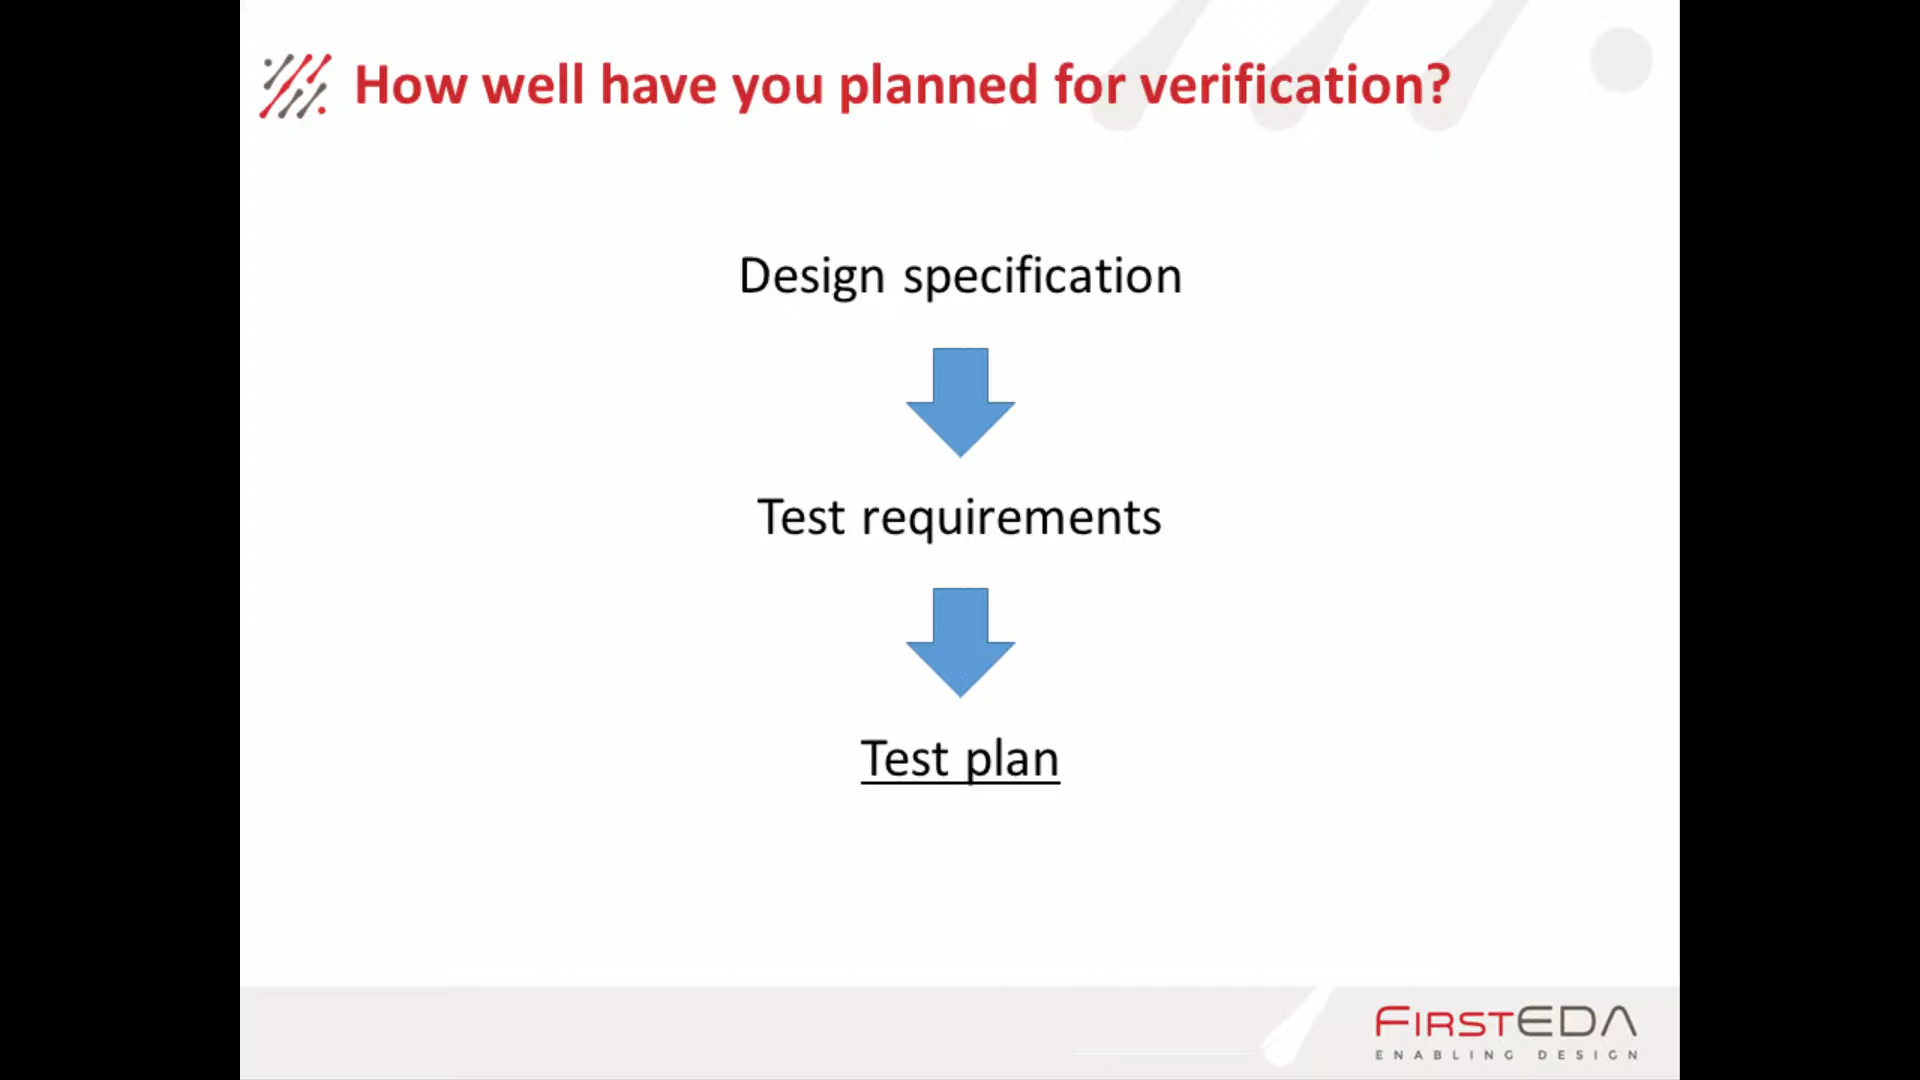 How well have you planned for verification?
Design specification
Test requirements
Test plan
FIRSTEDA
ENABLING DESIGN